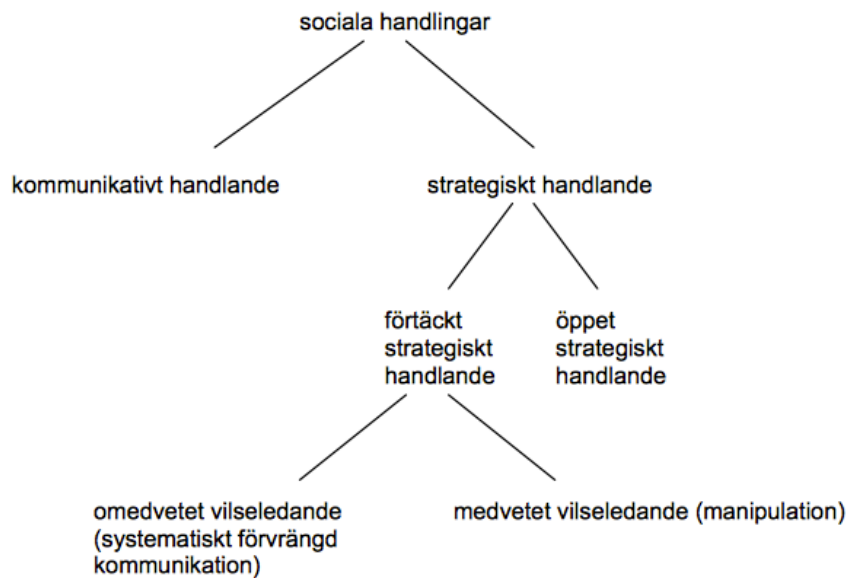 sociala handlingar
kommunikativt handlande
strategiskt handlande
förtäckt
strategiskt
handlande
öppet
strategiskt
handlande
omedvetet vilseledande
(systematiskt förvrängd
kommunikation)
medvetet vilseledande (manipulation)